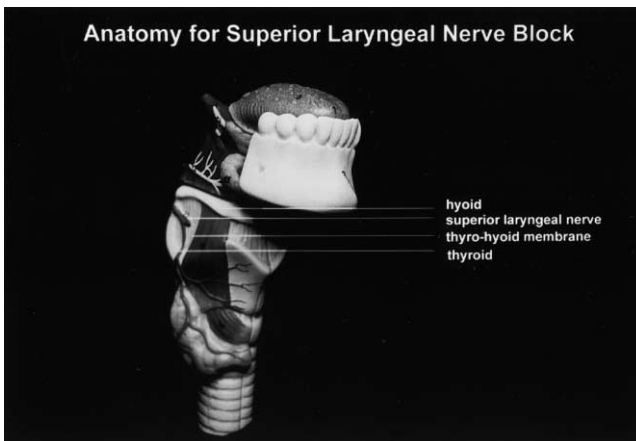 Anatomy for Superior Laryngeal Nerve Block
hyoid
superior laryngeal nerve
thyro-hyoid membrane
thyroid